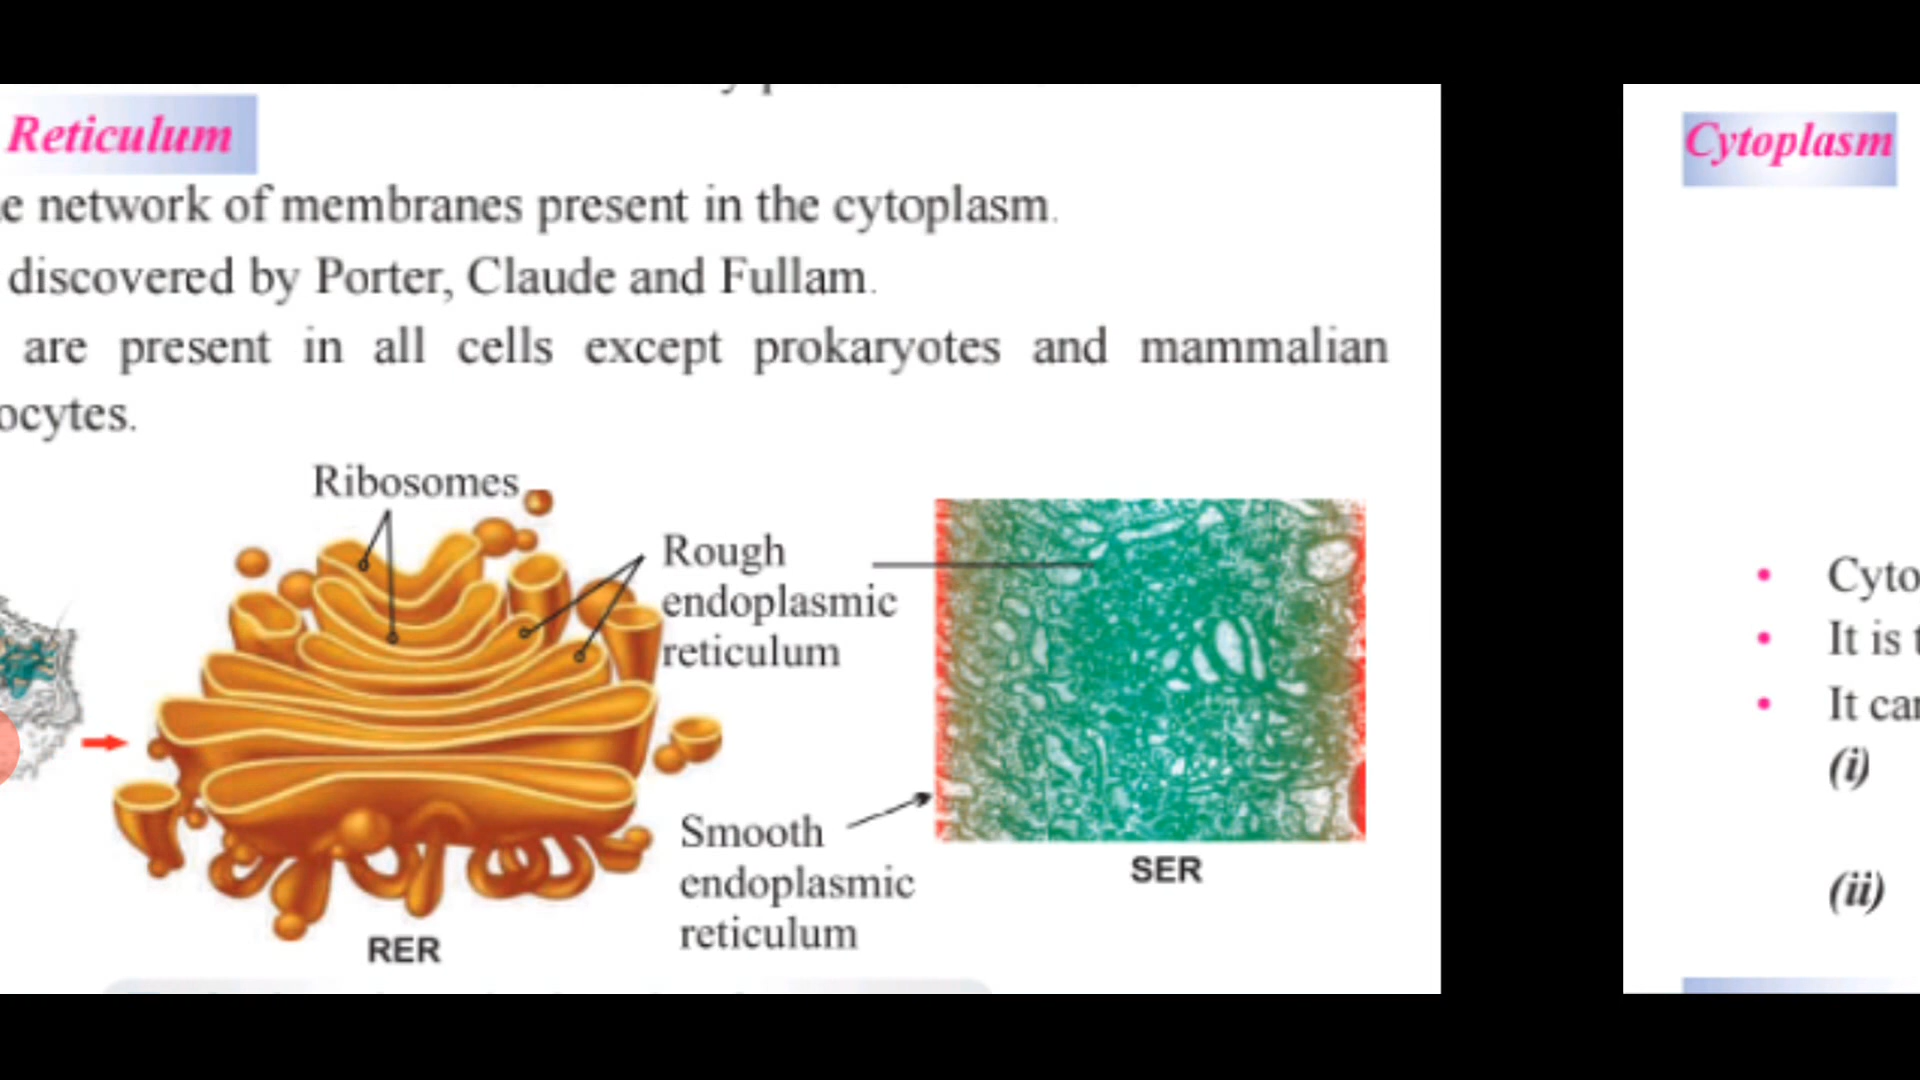 Reticulum
e network of membranes present in the cytoplasm.
discovered by Porter, Claude and Fullam.
are present in all cells except prokaryotes and mammalian
ocytes.
Ribosomes
Rough
endoplasmic
reticulum
Smooth
endoplasmic
reticulum
RER
SER
Cytoplasm
• Cyto
• It is t
• It car
(i)
(ii)